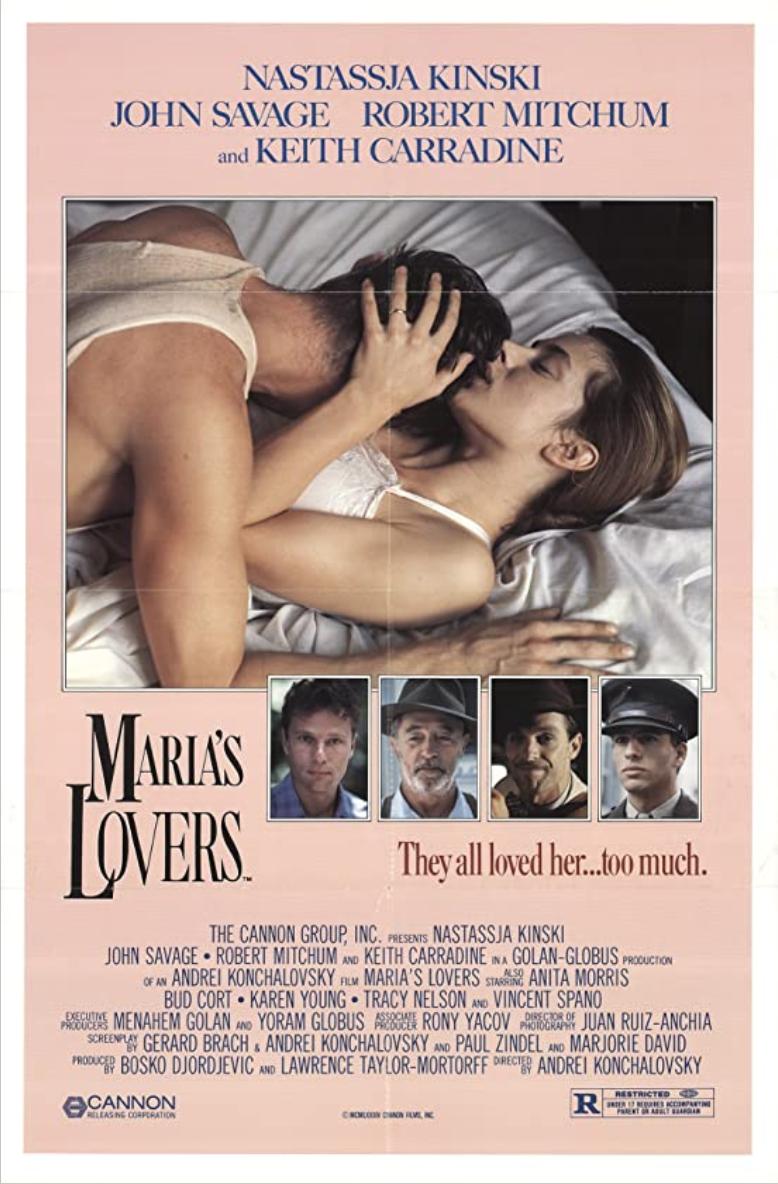 NASTASSJA KINSKI
JOHN SAVAGE ROBERT MITCHUM
and KEITH CARRADINE
MARIA'S
LOVERS™
They all loved her...too much.
THE CANNON GROUP, INC. PRESENTS NASTASSJA KINSKI
JOHN SAVAGE • ROBERT MITCHUM AND KEITH CARRADINE IN A GOLAN-GLOBUS PRODUCTION
OF AN ANDREI KONCHALOVSKY FILM MARIA'S LOVERS ALSO STARRING ANITA MORRIS
BUD CORT • KAREN YOUNG • TRACY NELSON AND VINCENT SPANO
EXECUTIVE PRODUCERS MENAHEM GOLAN AND YORAM GLOBUS ASSOCIATE PRODUCER RONY YACOV DIRECTOR OF PHOTOGRAPHY JUAN RUIZ-ANCHIA
SCREENPLAY BY GERARD BRACH & ANDREI KONCHALOVSKY AND PAUL ZINDEL AND MARJORIE DAVID
PRODUCED BY BOSKO DJORDJEVIC AND LAWRENCE TAYLOR-MORTORFF DIRECTED BY ANDREI KONCHALOVSKY
CANNON
RELEASING CORPORATION
CANNON FILMS, INC.
R RESTRICTED
UNDER 17 REQUIRES ACCOMPANYING
PARENT OR ADULT GUARDIAN